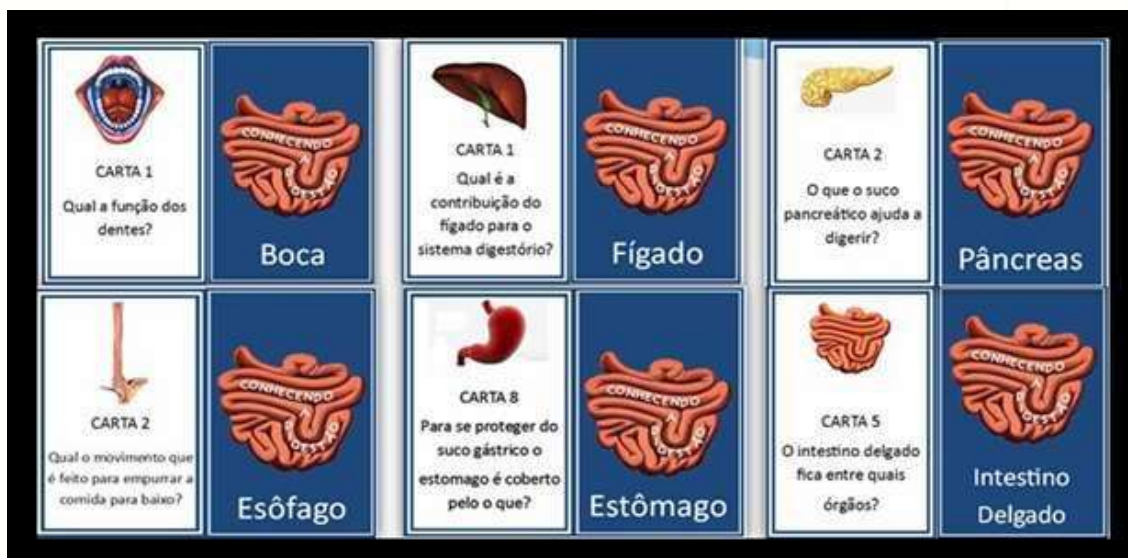 CARTA 1
Qual a função dos
dentes?
CONHECENDO
A
DIGESTÃO
Boca
CARTA 1
Qual é a
contribuição do
fígado para o
sistema digestório?
CONHECENDO
A
DIGESTÃO
Fígado
CARTA 2
O que o suco
pancreático ajuda a
digerir?
CONHECENDO
A
DIGESTÃO
Pâncreas
CARTA 2
Qual o movimento que
é feito para empurrar a
comida para baixo?
CONHECENDO
A
DIGESTÃO
Esôfago
CARTA 8
Para se proteger do
suco gástrico o
estomago é coberto
pelo o que?
CONHECENDO
A
DIGESTÃO
Estômago
CARTA 5
O intestino delgado
fica entre quais
órgãos?
CONHECENDO
A
DIGESTÃO
Intestino
Delgado